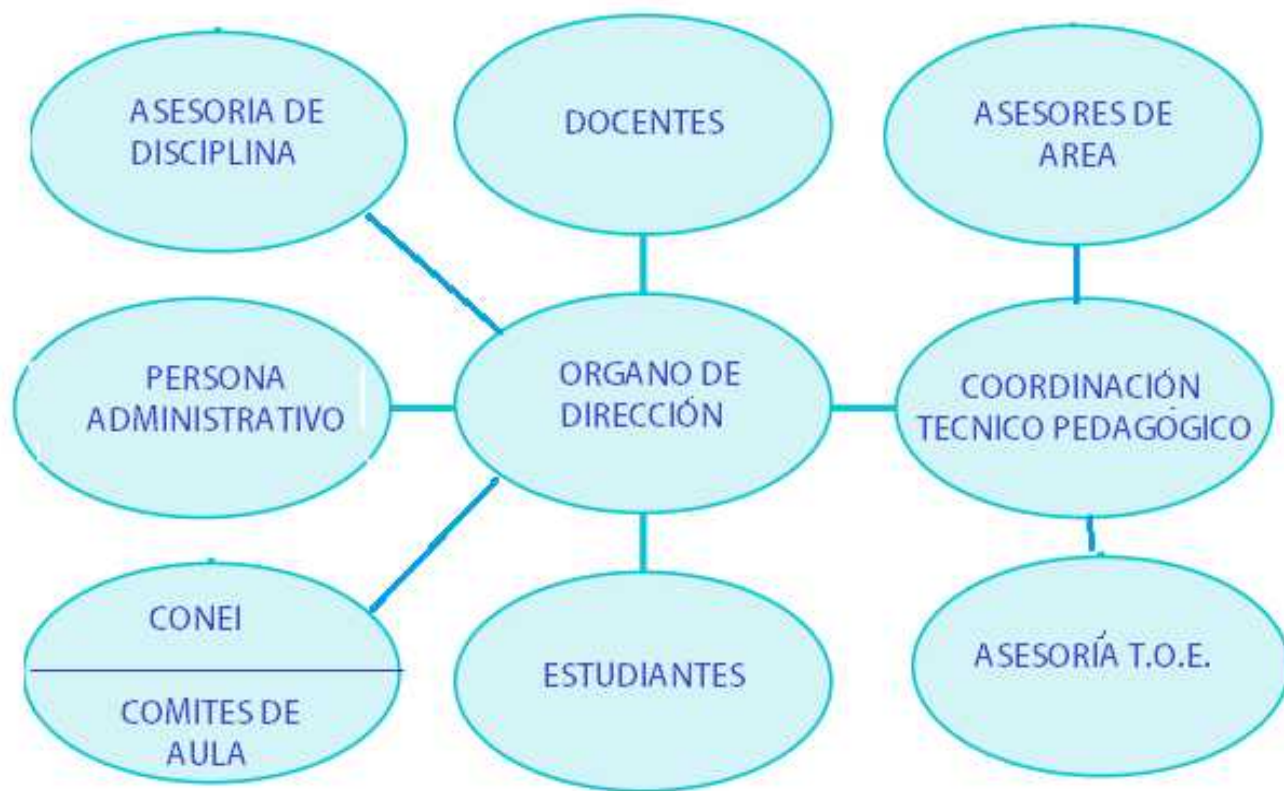 ASESORIA DE
DISCIPLINA
DOCENTES
ASESORES DE
AREA
PERSONA
ADMINISTRATIVO
ORGANO DE
DIRECCIÓN
COORDINACIÓN
TECNICO PEDAGÓGICO
CONEI
COMITES DE
AULA
ESTUDIANTES
ASESORÍA T.O.E.